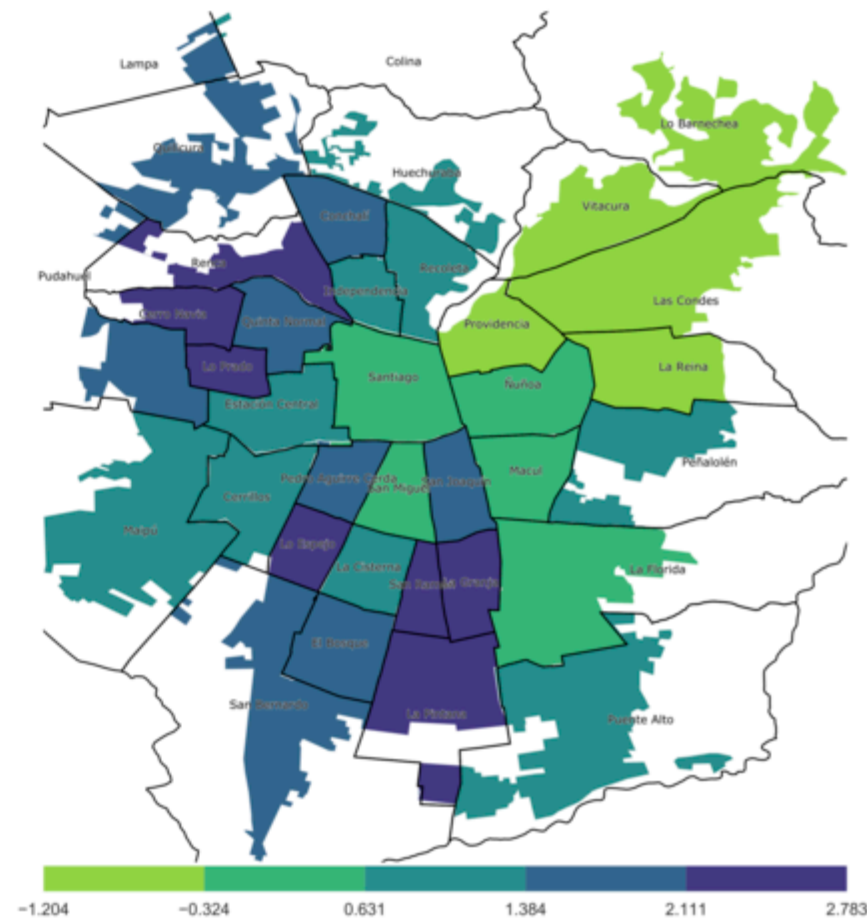 Lampa
Colina
Lo Barnechea
Quilicura
Huechuraba
Vitacura
Conchalí
Recoleta
Renca
Pudahuel
Independencia
Las Condes
Cerro Navia
Quinta Normal
Providencia
Lo Prado
La Reina
Santiago
Ñuñoa
Estación Central
Peñalolén
Macul
Pedro Aguirre Cerda
San Joaquín
San Miguel
Cerrillos
Maipú
Lo Espejo
La Cisterna
La Florida
San Ramón
La Granja
El Bosque
San Bernardo
La Pintana
Puente Alto
−1.204 −0.324 0.631 1.384 2.111 2.783